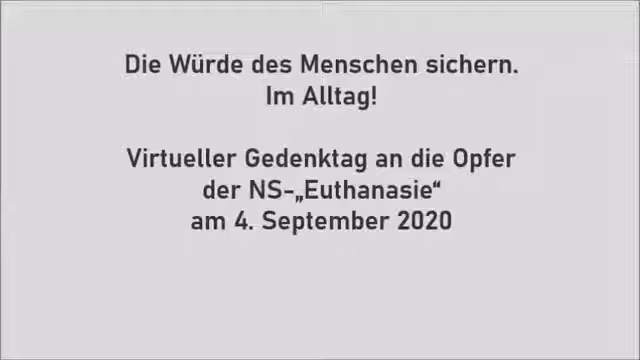 Die Würde des Menschen sichern.
Im Alltag!
Virtueller Gedenktag an die Opfer
der NS-„Euthanasie“
am 4. September 2020